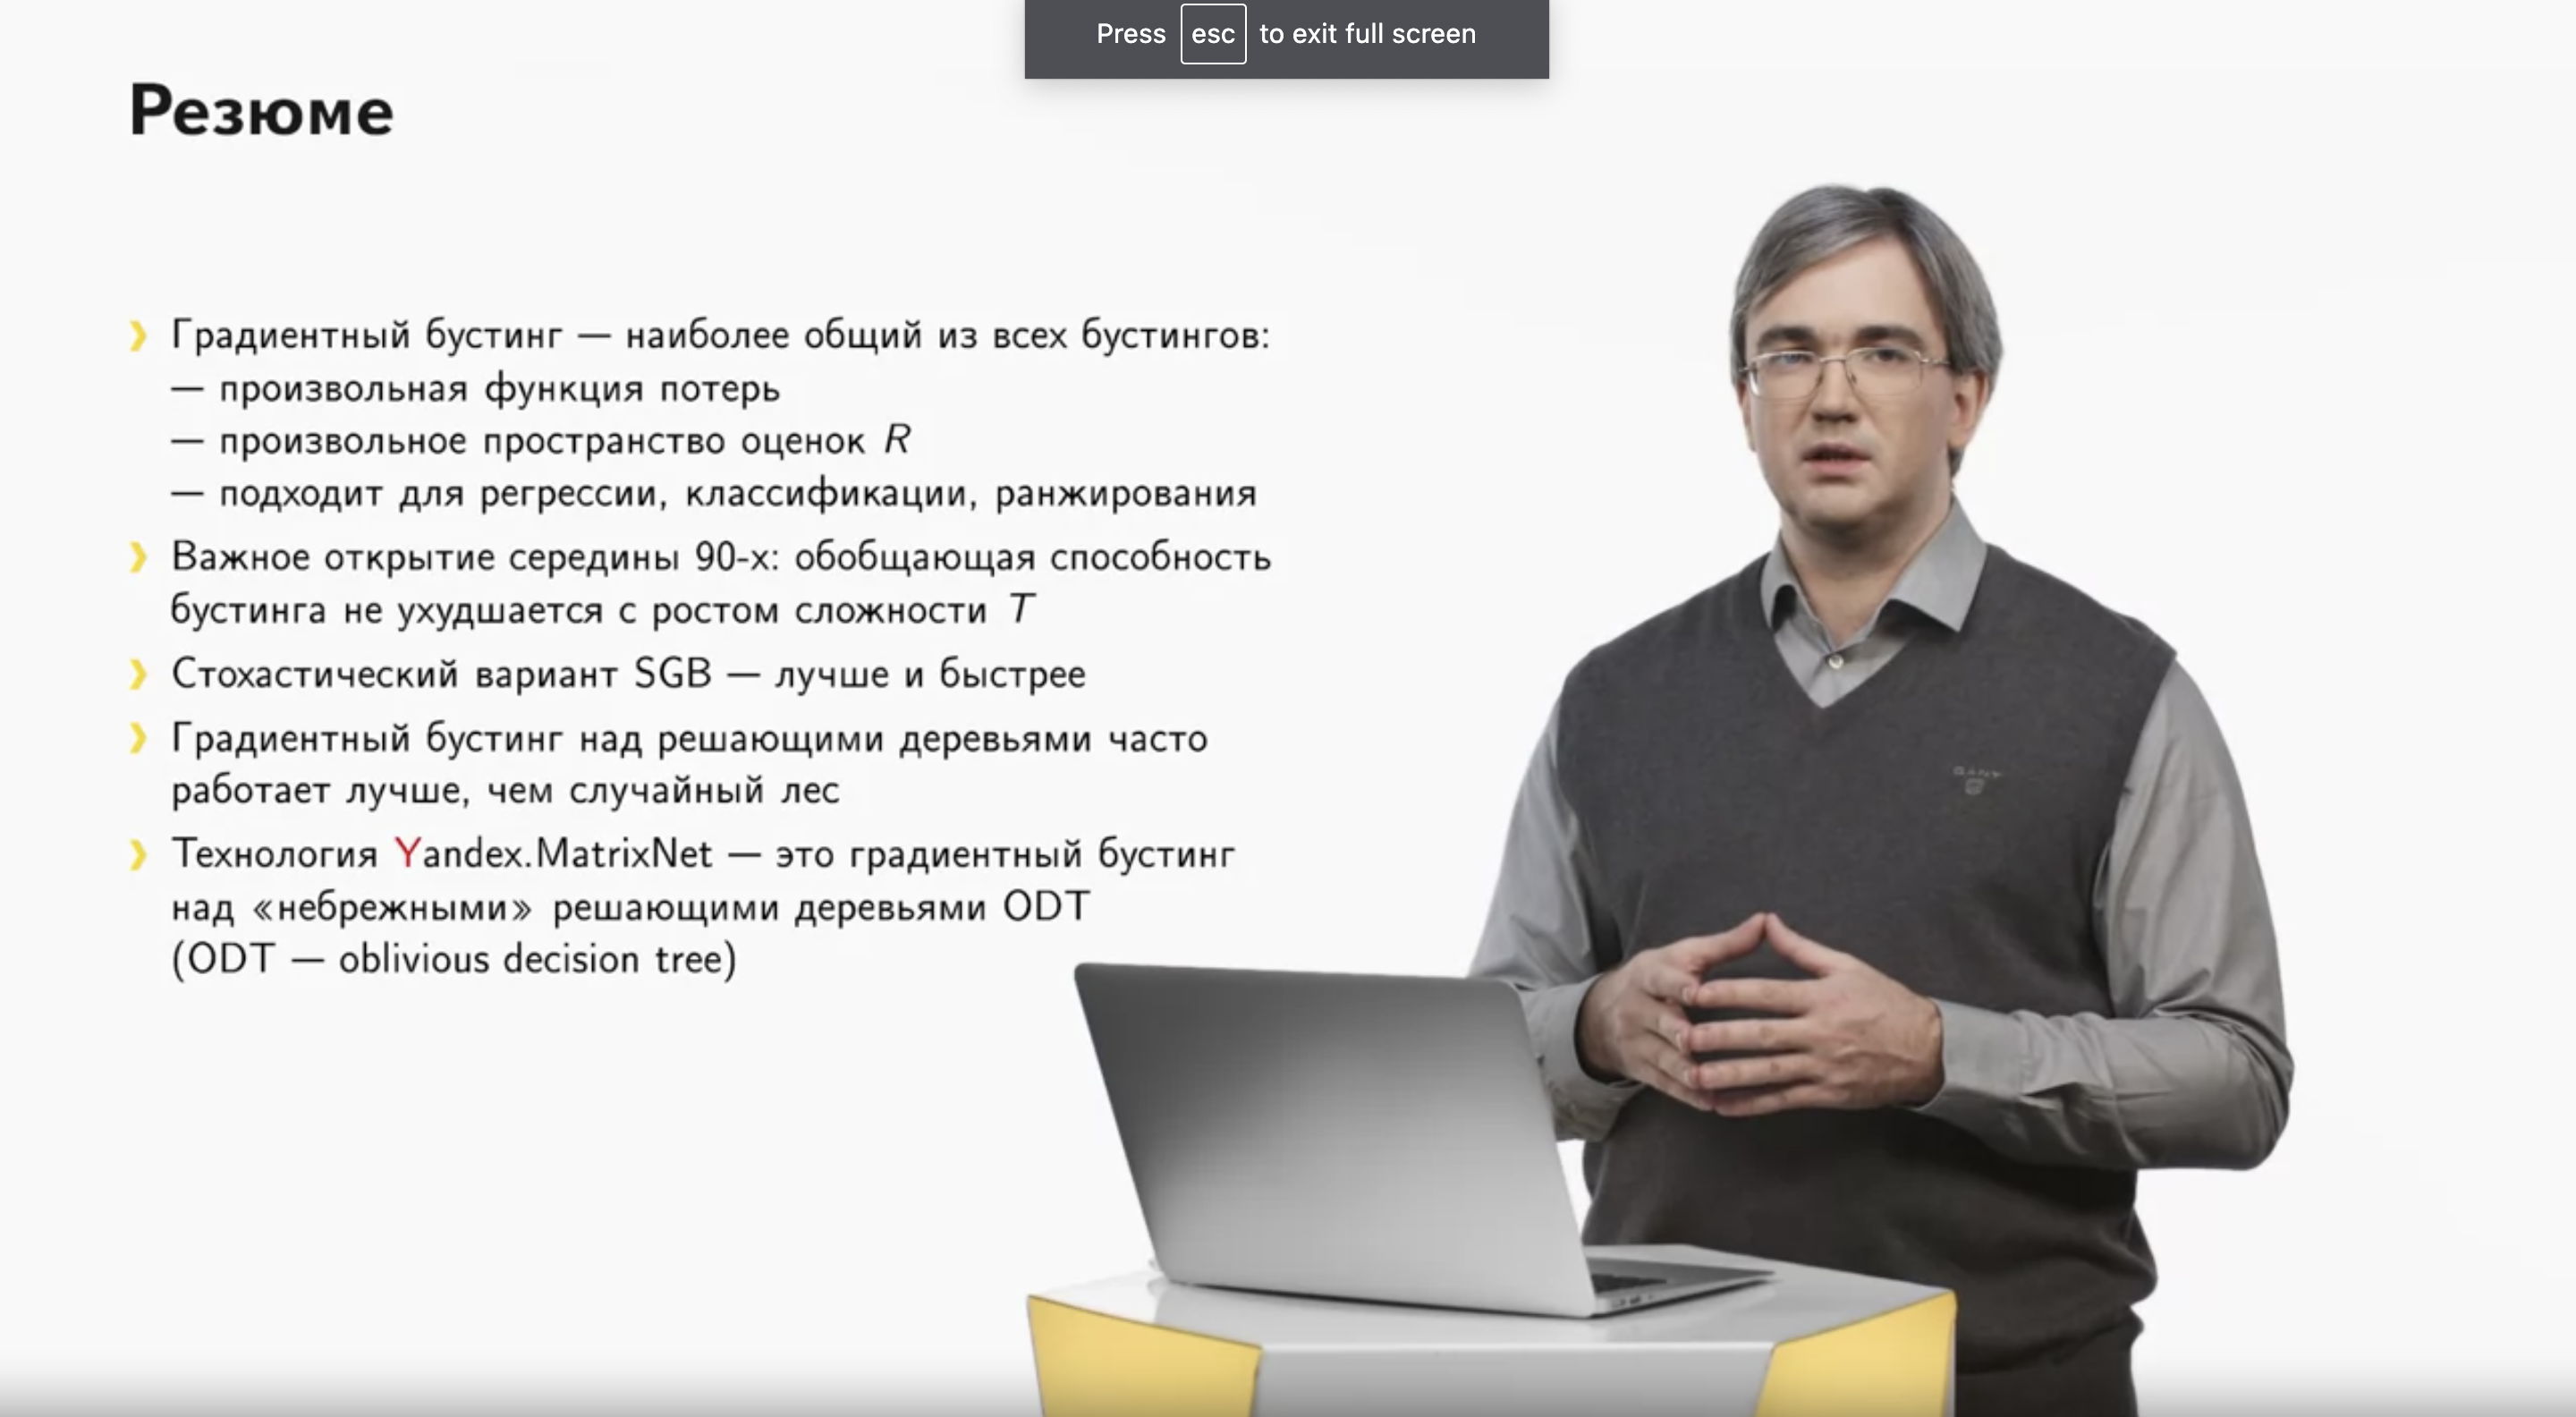 Press esc to exit full screen
Резюме
Градиентный бустинг — наиболее общий из всех бустингов:
— произвольная функция потерь
— произвольное пространство оценок R
— подходит для регрессии, классификации, ранжирования
Важное открытие середины 90-х: обобщающая способность
бустинга не ухудшается с ростом сложности T
Стохастический вариант SGB — лучше и быстрее
Градиентный бустинг над решающими деревьями часто
работает лучше, чем случайный лес
Технология Yandex.MatrixNet — это градиентный бустинг
над «небрежными» решающими деревьями ODT
(ODT — oblivious decision tree)
GANT